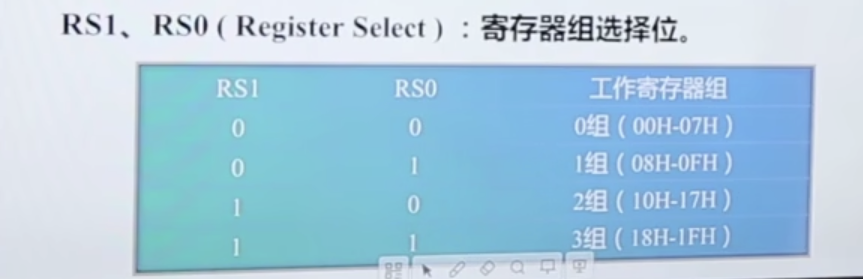 RS1、RS0 ( Register Select ) ：寄存器组选择位。
RS1 RS0 工作寄存器组
0 0 0组（00H-07H）
0 1 1组（08H-0FH）
1 0 2组（10H-17H）
1 1 3组（18H-1FH）